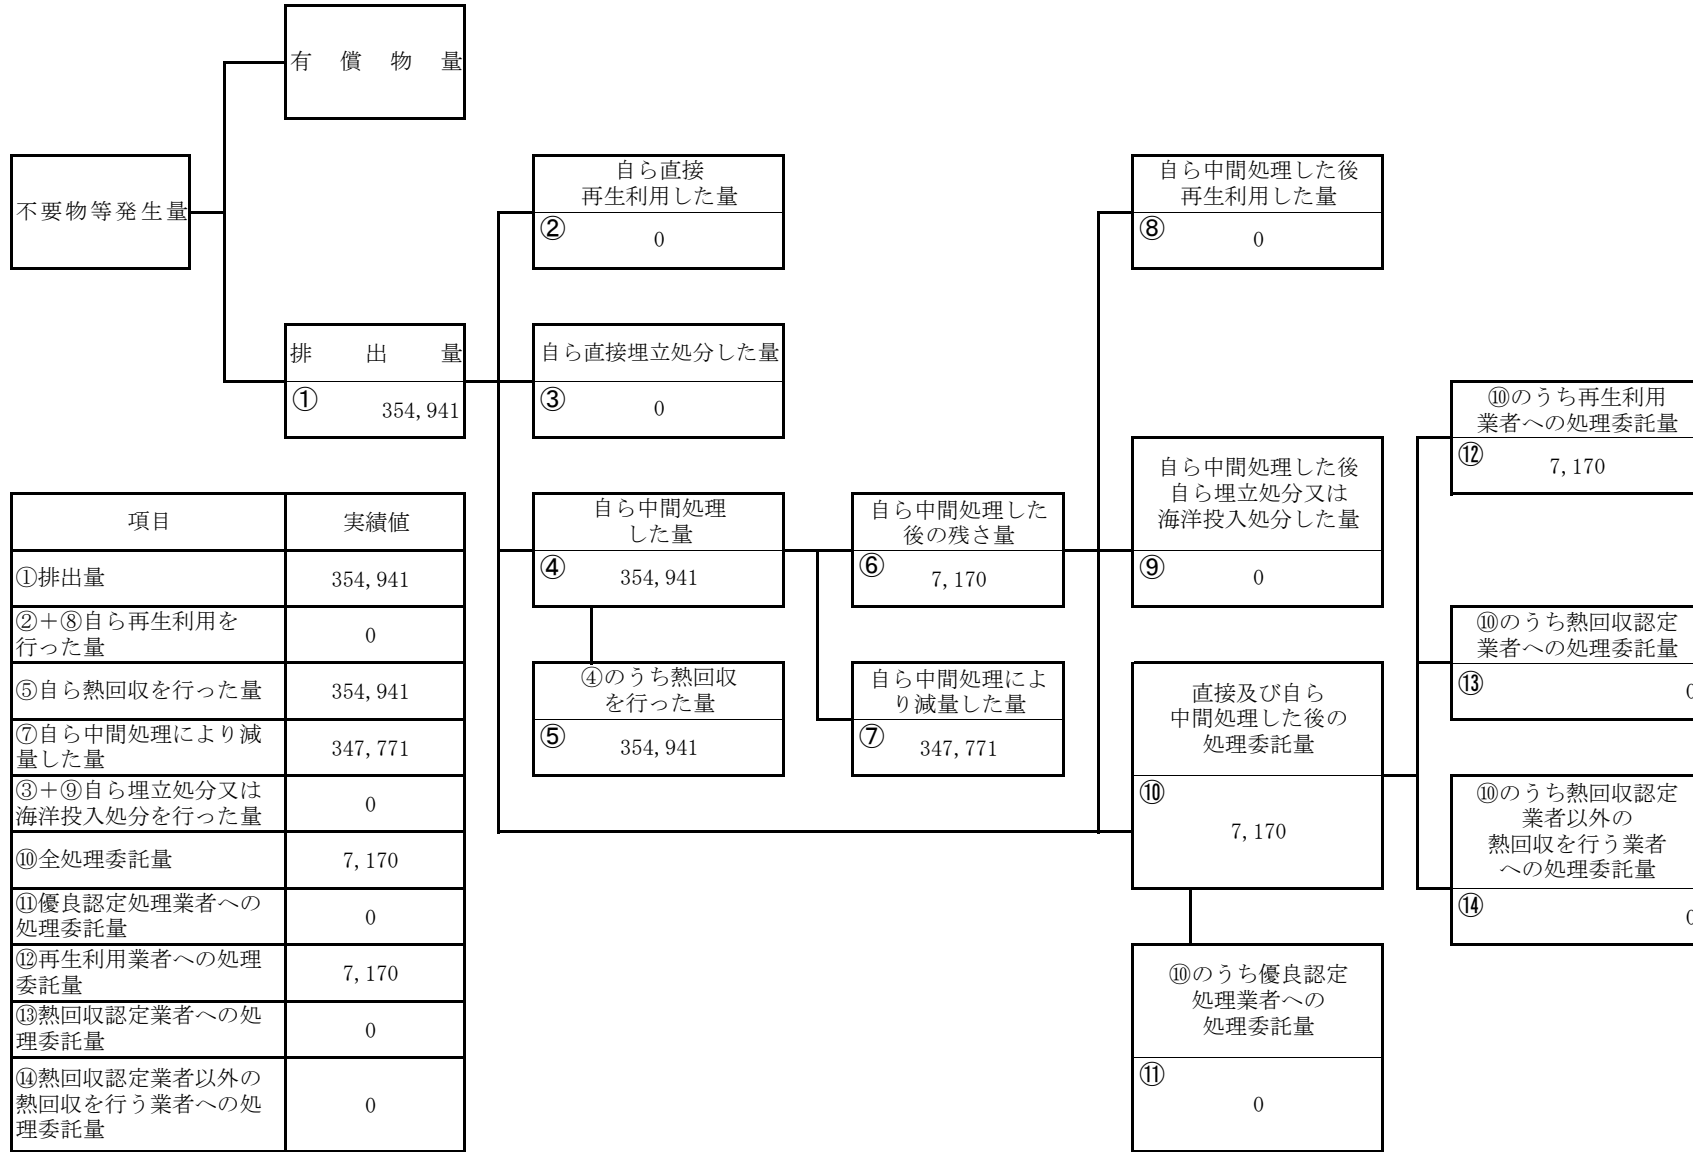 有償物量
不要物等発生量
排出量
①
354,941
自ら直接
再生利用した量
②
0
自ら直接埋立処分した量
③
0
自ら中間処理
した量
④
354,941
④のうち熱回収
を行った量
⑤
354,941
自ら中間処理した
後の残さ量
⑥
7,170
自ら中間処理によ
り減量した量
⑦
347,771
自ら中間処理した後
再生利用した量
⑧
0
自ら中間処理した後
自ら埋立処分又は
海洋投入処分した量
⑨
0
直接及び自ら
中間処理した後の
処理委託量
⑩
7,170
⑩のうち優良認定
処理業者への
処理委託量
⑪
0
⑩のうち再生利用
業者への処理委託量
⑫
7,170
⑩のうち熱回収認定
業者への処理委託量
⑬
0
⑩のうち熱回収認定
業者以外の
熱回収を行う業者
への処理委託量
⑭
0
項目 実績値
①排出量 354,941
②+⑧自ら再生利用を
行った量
0
⑤自ら熱回収を行った量 354,941
⑦自ら中間処理により減
量した量
347,771
③+⑨自ら埋立処分又は
海洋投入処分を行った量
0
⑩全処理委託量 7,170
⑪優良認定処理業者への
処理委託量
0
⑫再生利用業者への処理
委託量
7,170
⑬熱回収認定業者への処
理委託量
0
⑭熱回収認定業者以外の
熱回収を行う業者への処
理委託量
0